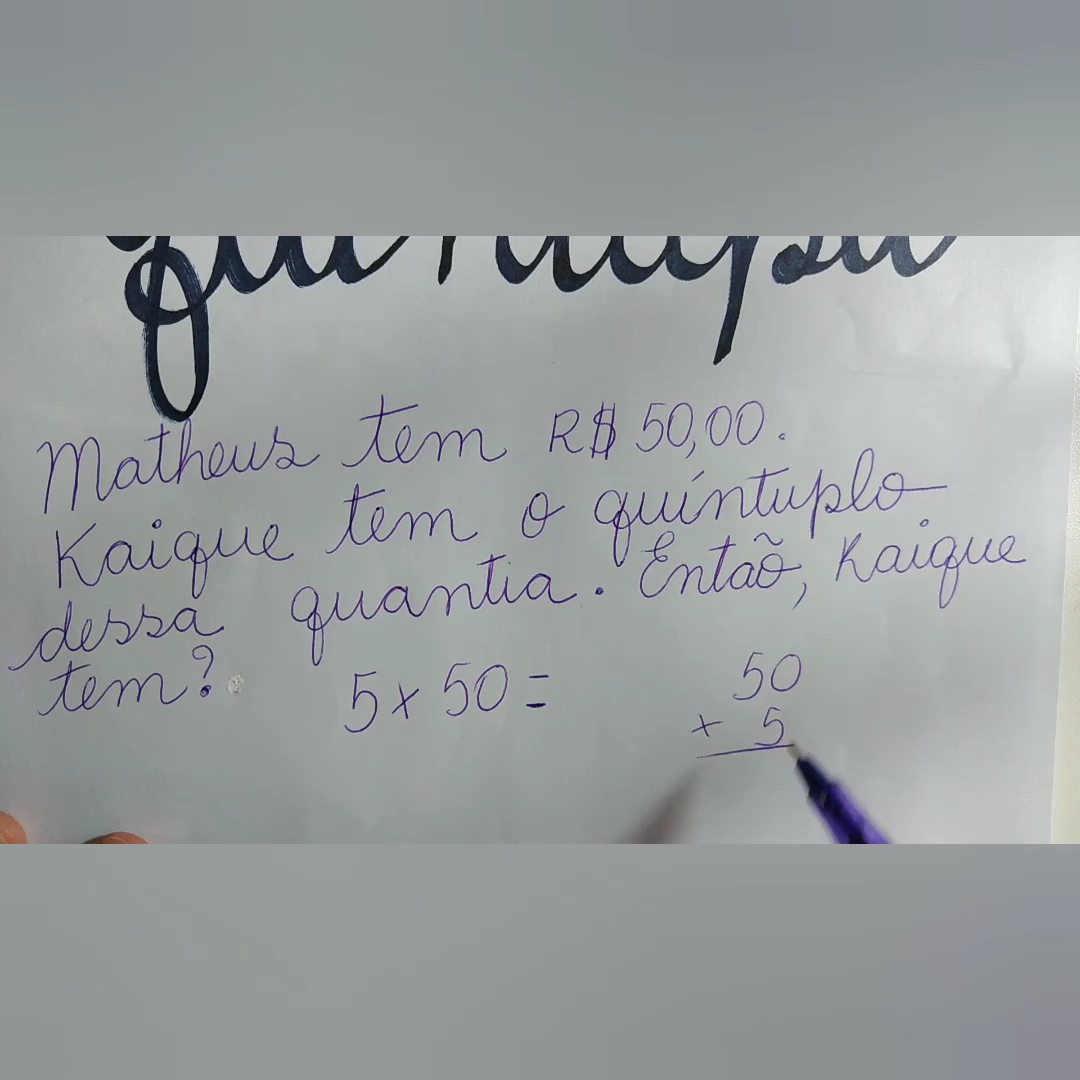 Matheus tem R$ 50,00.
Kaique tem o quíntuplo
dessa quantia. Então, Kaique
tem?
5 x 50 =
50
x 5